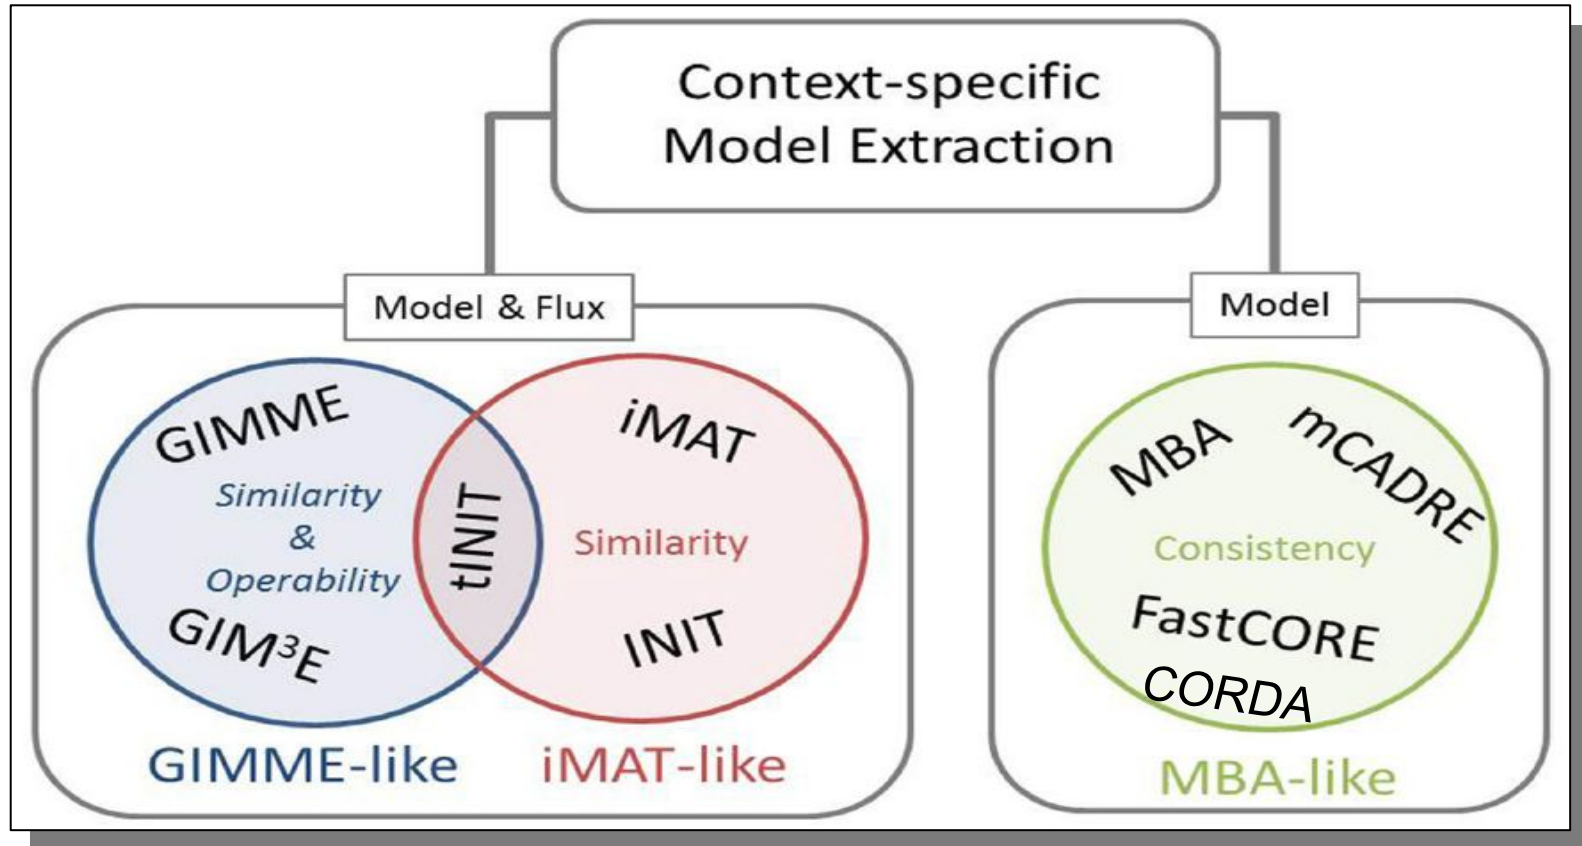 Context-specific
Model Extraction
Model & Flux
Model
GIMME
Similarity
&
Operability
GIM³E
tINIT
iMAT
Similarity
INIT
GIMME-like
iMAT-like
MBA
mCADRE
Consistency
FastCORE
CORDA
MBA-like